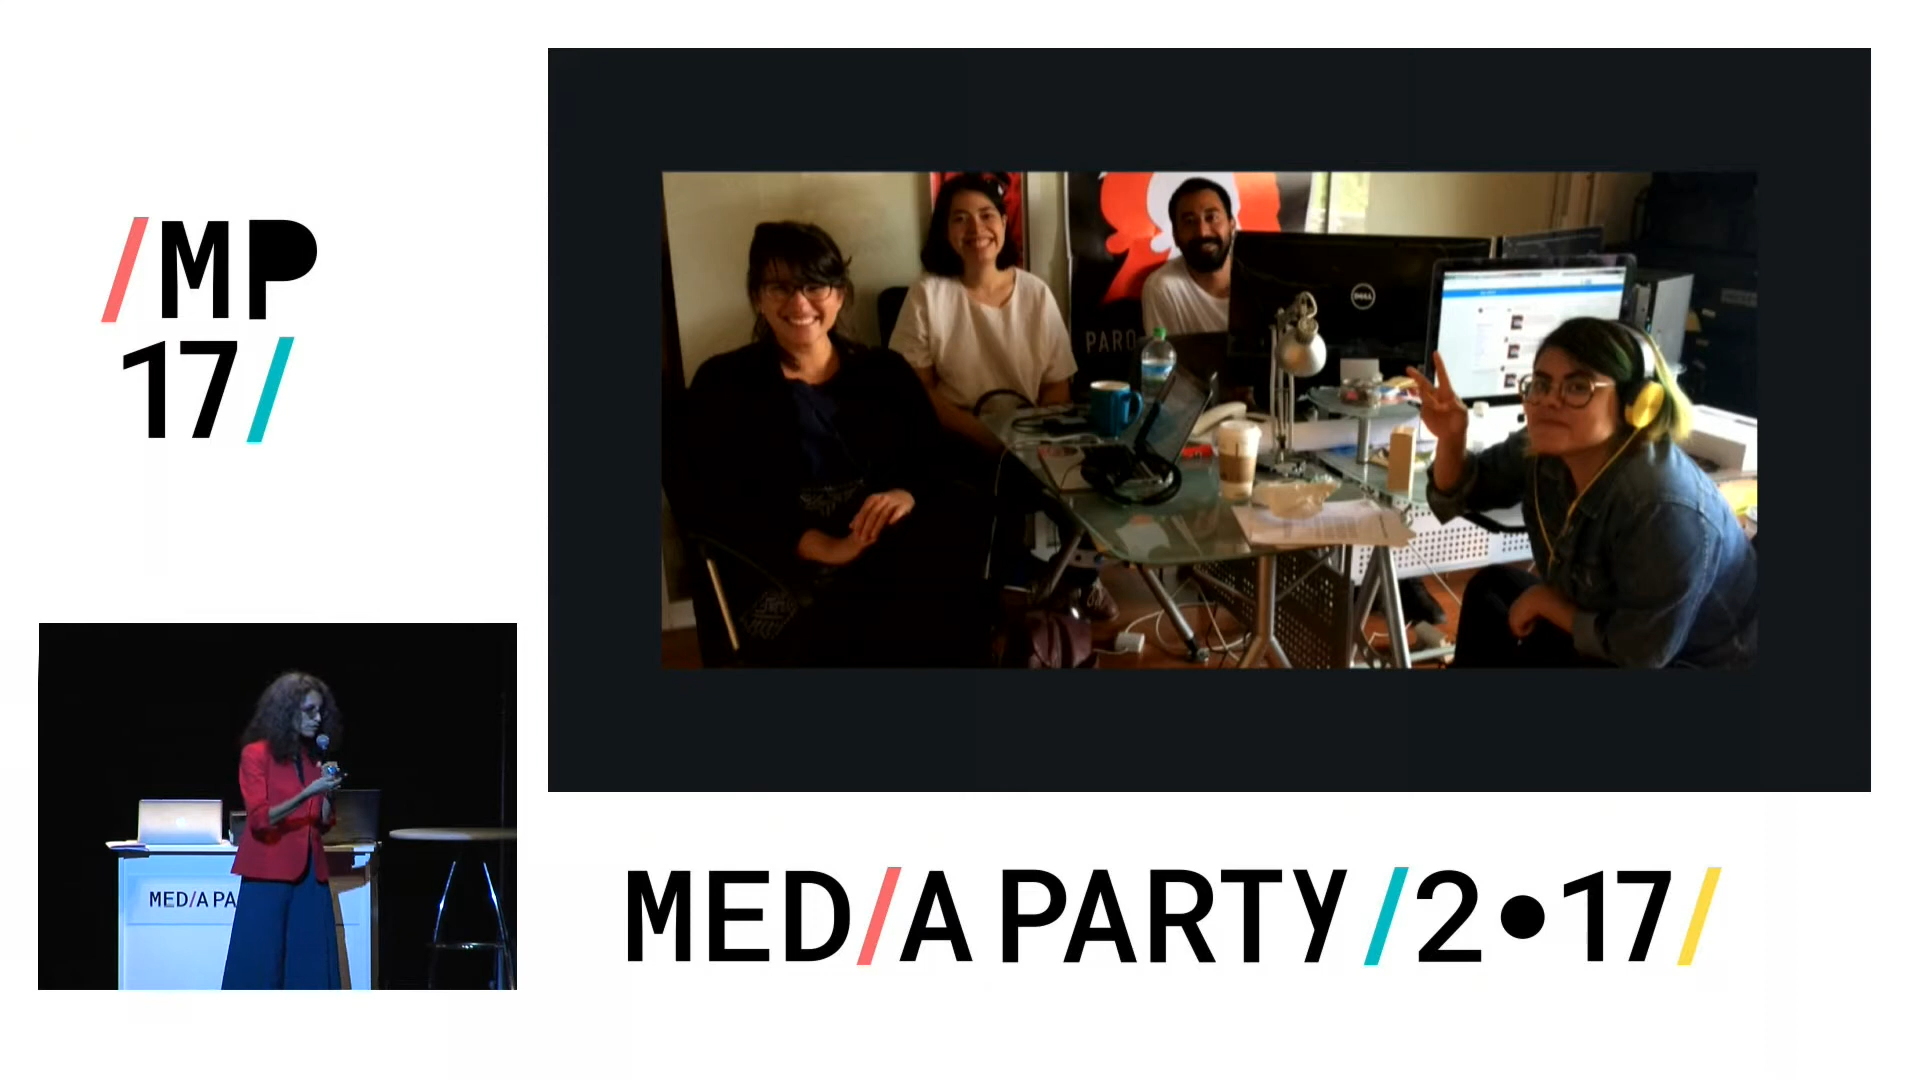 /MP
17/
PARO
DELL
MED/A PA
MED/A PARTY /2•17/